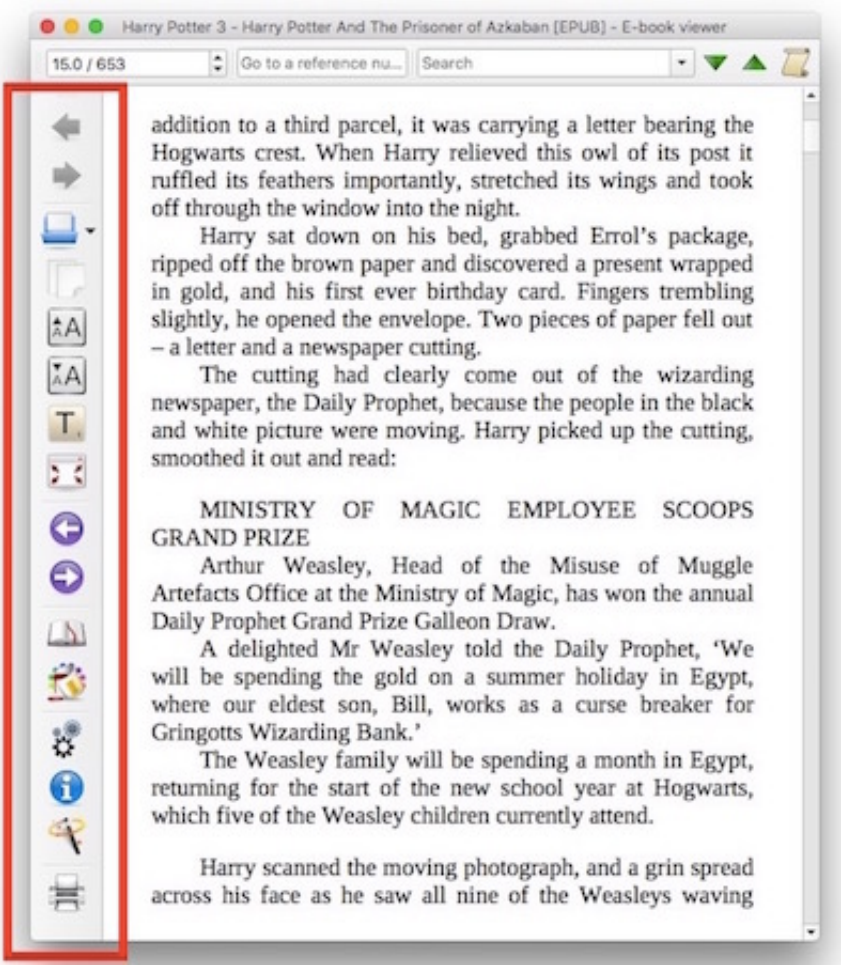 Harry Potter 3 - Harry Potter And The Prisoner of Azkaban [EPUB] - E-book viewer
15.0 / 653
Go to a reference nu...
Search
addition to a third parcel, it was carrying a letter bearing the
Hogwarts crest. When Harry relieved this owl of its post it
ruffled its feathers importantly, stretched its wings and took
off through the window into the night.
Harry sat down on his bed, grabbed Errol’s package,
ripped off the brown paper and discovered a present wrapped
in gold, and his first ever birthday card. Fingers trembling
slightly, he opened the envelope. Two pieces of paper fell out
– a letter and a newspaper cutting.
The cutting had clearly come out of the wizarding
newspaper, the Daily Prophet, because the people in the black
and white picture were moving. Harry picked up the cutting,
smoothed it out and read:
MINISTRY OF MAGIC EMPLOYEE SCOOPS
GRAND PRIZE
Arthur Weasley, Head of the Misuse of Muggle
Artefacts Office at the Ministry of Magic, has won the annual
Daily Prophet Grand Prize Galleon Draw.
A delighted Mr Weasley told the Daily Prophet, ‘We
will be spending the gold on a summer holiday in Egypt,
where our eldest son, Bill, works as a curse breaker for
Gringotts Wizarding Bank.’
The Weasley family will be spending a month in Egypt,
returning for the start of the new school year at Hogwarts,
which five of the Weasley children currently attend.
Harry scanned the moving photograph, and a grin spread
across his face as he saw all nine of the Weasleys waving